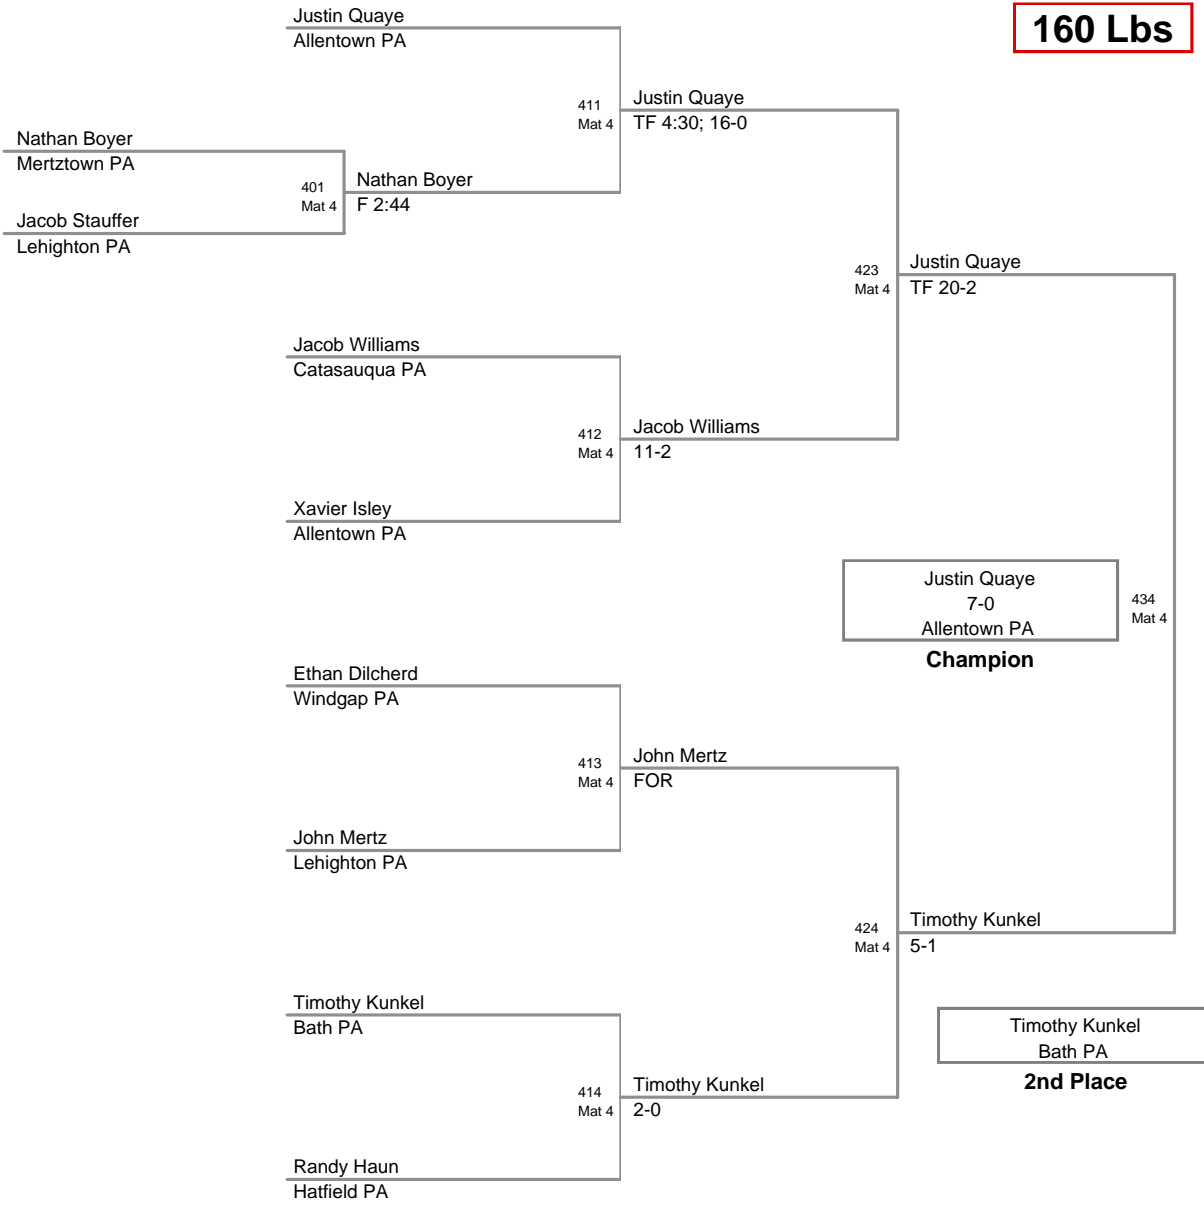 160 Lbs
Justin Quaye
Allentown PA
411
Mat 4
Justin Quaye
TF 4:30; 16-0
Nathan Boyer
Mertztown PA
401
Mat 4
Nathan Boyer
F 2:44
Jacob Stauffer
Lehighton PA
423
Mat 4
Justin Quaye
TF 20-2
Jacob Williams
Catasauqua PA
412
Mat 4
Jacob Williams
11-2
Xavier Isley
Allentown PA
Justin Quaye
7-0
Allentown PA
Champion
434
Mat 4
Ethan Dilcherd
Windgap PA
413
Mat 4
John Mertz
FOR
John Mertz
Lehighton PA
424
Mat 4
Timothy Kunkel
5-1
Timothy Kunkel
Bath PA
Timothy Kunkel
Bath PA
2nd Place
414
Mat 4
Timothy Kunkel
2-0
Randy Haun
Hatfield PA